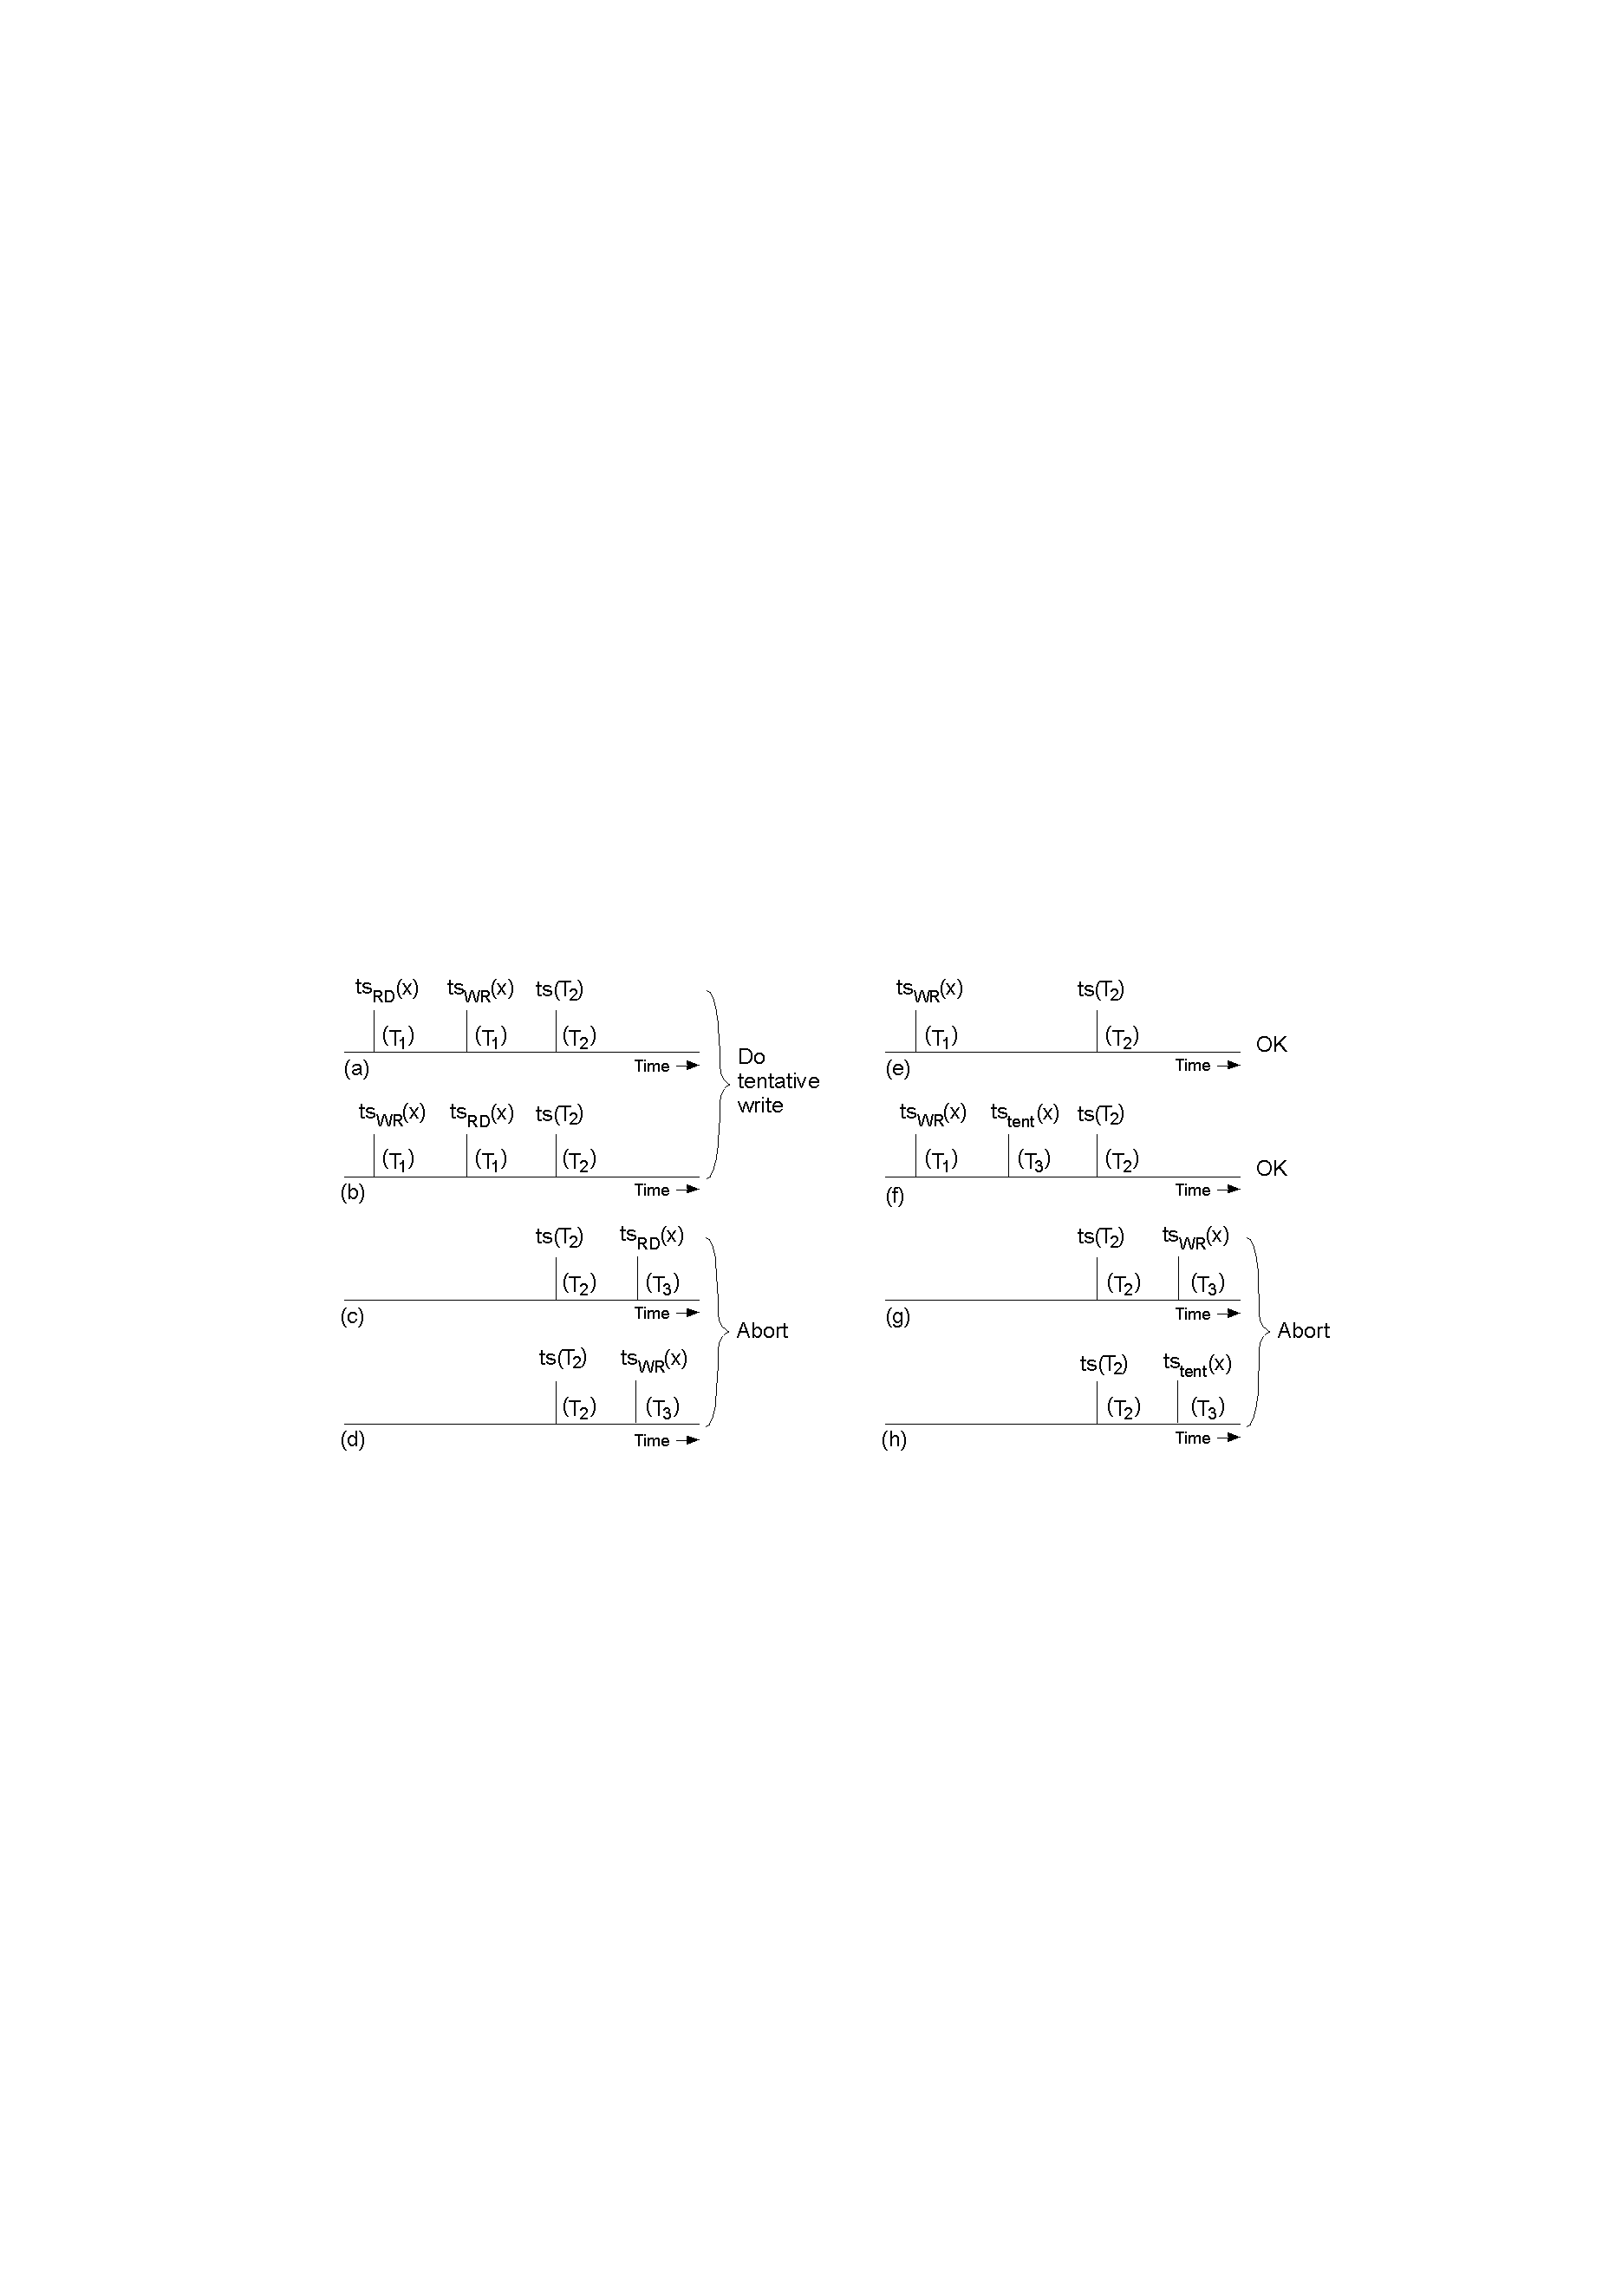 tsRD(x) tsWR(x) ts(T2)
(T1) (T1) (T2)
(a) Time
tsWR(x) tsRD(x) ts(T2)
(T1) (T1) (T2)
(b) Time
Do
tentative
write
ts(T2) tsRD(x)
(T2) (T3)
(c) Time
ts(T2) tsWR(x)
(T2) (T3)
(d) Time
Abort
tsWR(x) ts(T2)
(T1) (T2)
(e) Time
OK
tsWR(x) tstent(x) ts(T2)
(T1) (T3) (T2)
(f) Time
OK
ts(T2) tsWR(x)
(T2) (T3)
(g) Time
ts(T2) tstent(x)
(T2) (T3)
(h) Time
Abort